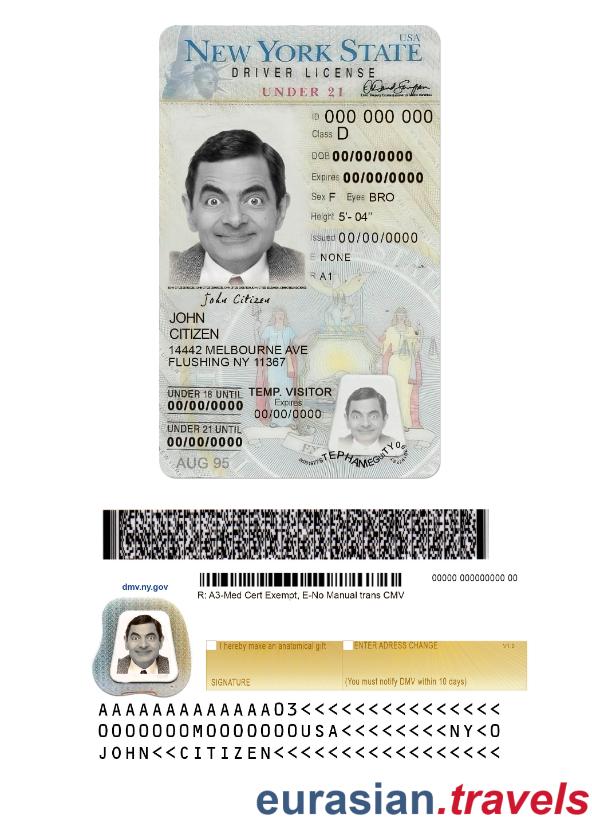 USA
NEW YORK STATE
DRIVER LICENSE
UNDER 21
ID 000 000 000
Class D
DOB 00/00/0000
Expires 00/00/0000
Sex F Eyes BRO
Height 5'- 04"
Issued 00/00/0000
E NONE
R A1
John Citizen
JOHN
CITIZEN
14442 MELBOURNE AVE
FLUSHING NY 11367
UNDER 18 UNTIL
00/00/0000
TEMP. VISITOR
Expires
00/00/0000
UNDER 21 UNTIL
00/00/0000
AUG 95
dmv.ny.gov
R: A3-Med Cert Exempt, E-No Manual trans CMV
00000 000000000 00
I hereby make an anatomical gift
SIGNATURE
ENTER ADRESS CHANGE V1.0
(You must notify DMV within 10 days)
AAAAAAAAAAAAAO3<<<<<<<<<<<<<<<<
OOOOOOOMOOOOOOOUSA<<<<<<<<<NY<O
JOHN<<CITIZEN<<<<<<<<<<<<<<<<<<
eurasian.travels